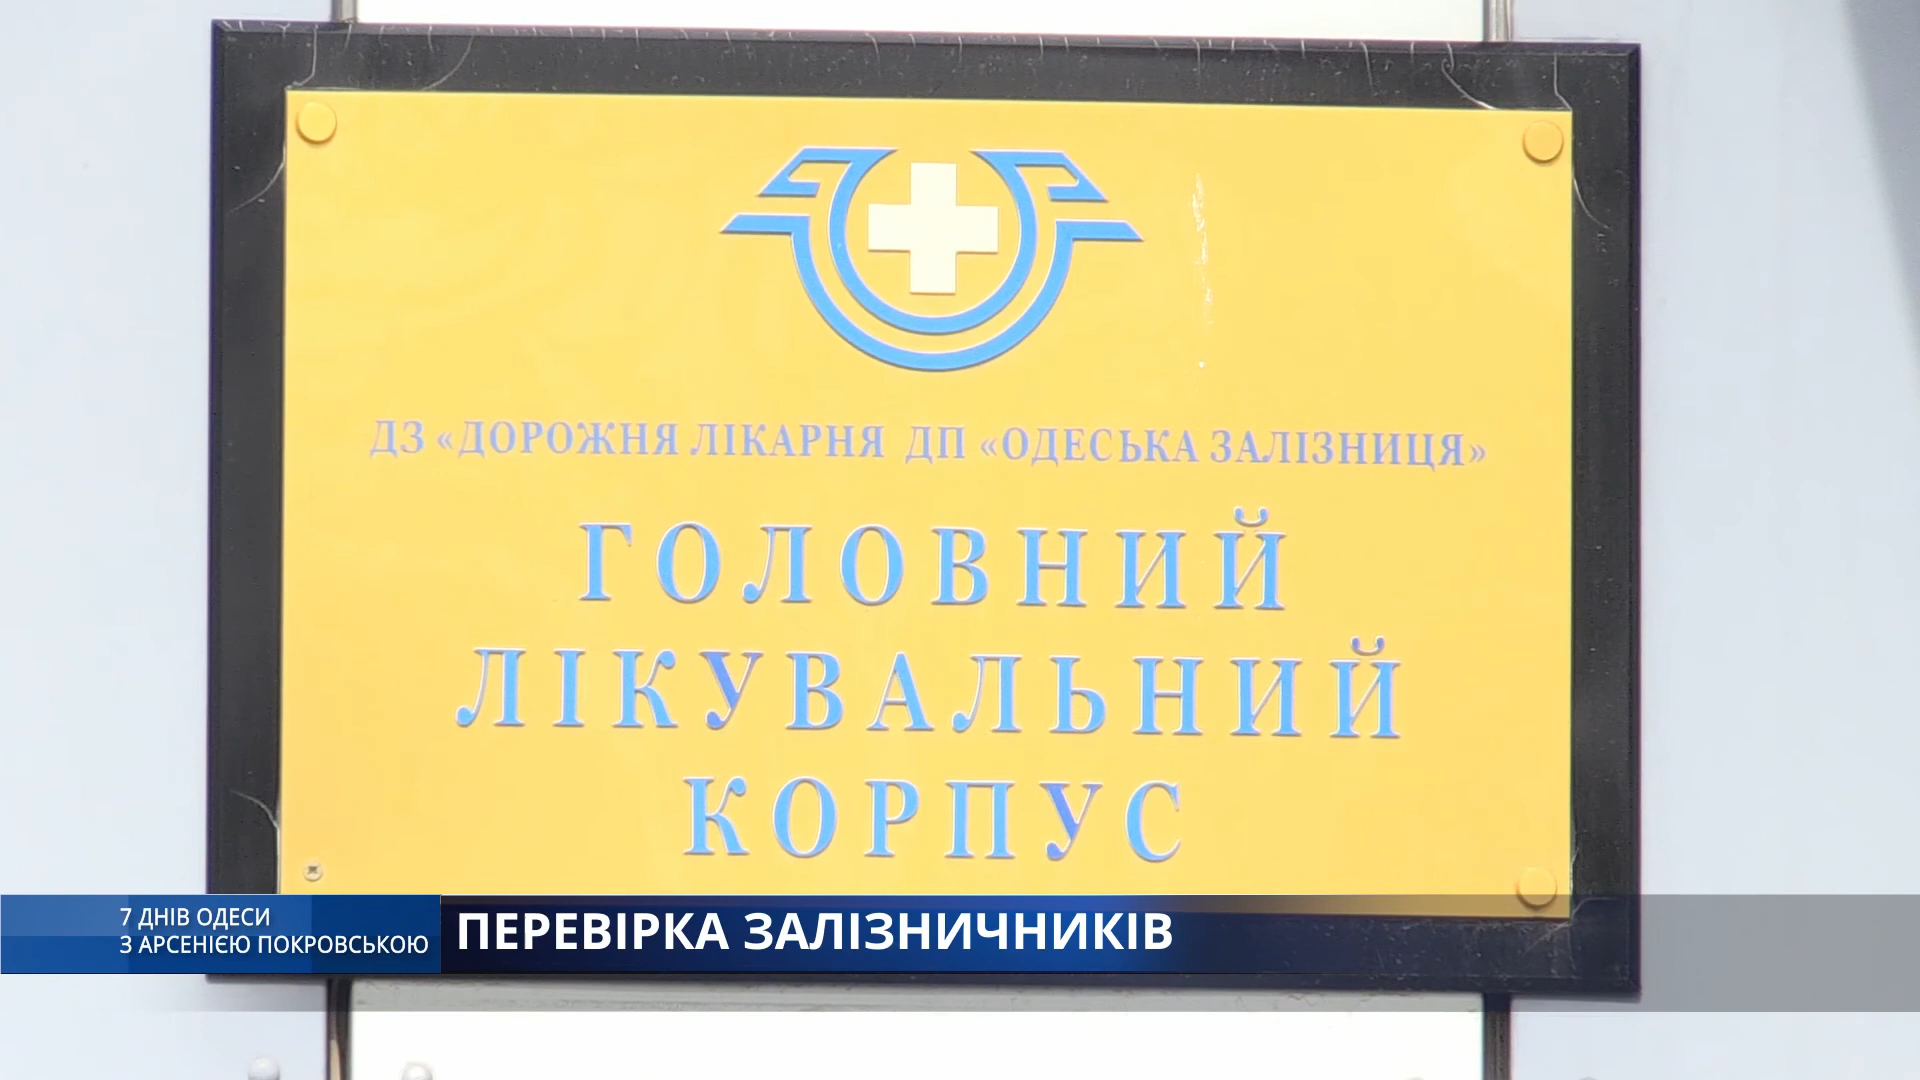 ДЗ «ДОРОЖНЯ ЛІКАРНЯ ДП «ОДЕСЬКА ЗАЛІЗНИЦЯ»
ГОЛОВНИЙ
ЛІКУВАЛЬНИЙ
КОРПУС
7 ДНІВ ОДЕСИ
З АРСЕНІЄЮ ПОКРОВСЬКОЮ
ПЕРЕВІРКА ЗАЛІЗНИЧНИКІВ